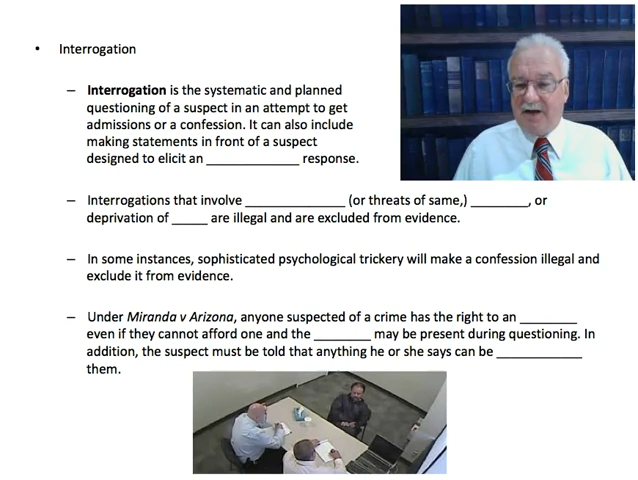 • Interrogation
– Interrogation is the systematic and planned
questioning of a suspect in an attempt to get
admissions or a confession. It can also include
making statements in front of a suspect
designed to elicit an _____________ response.
– Interrogations that involve ______________ (or threats of same,) ________, or
deprivation of _____ are illegal and are excluded from evidence.
– In some instances, sophisticated psychological trickery will make a confession illegal and
exclude it from evidence.
– Under Miranda v Arizona, anyone suspected of a crime has the right to an ________
even if they cannot afford one and the ________ may be present during questioning. In
addition, the suspect must be told that anything he or she says can be ____________
them.